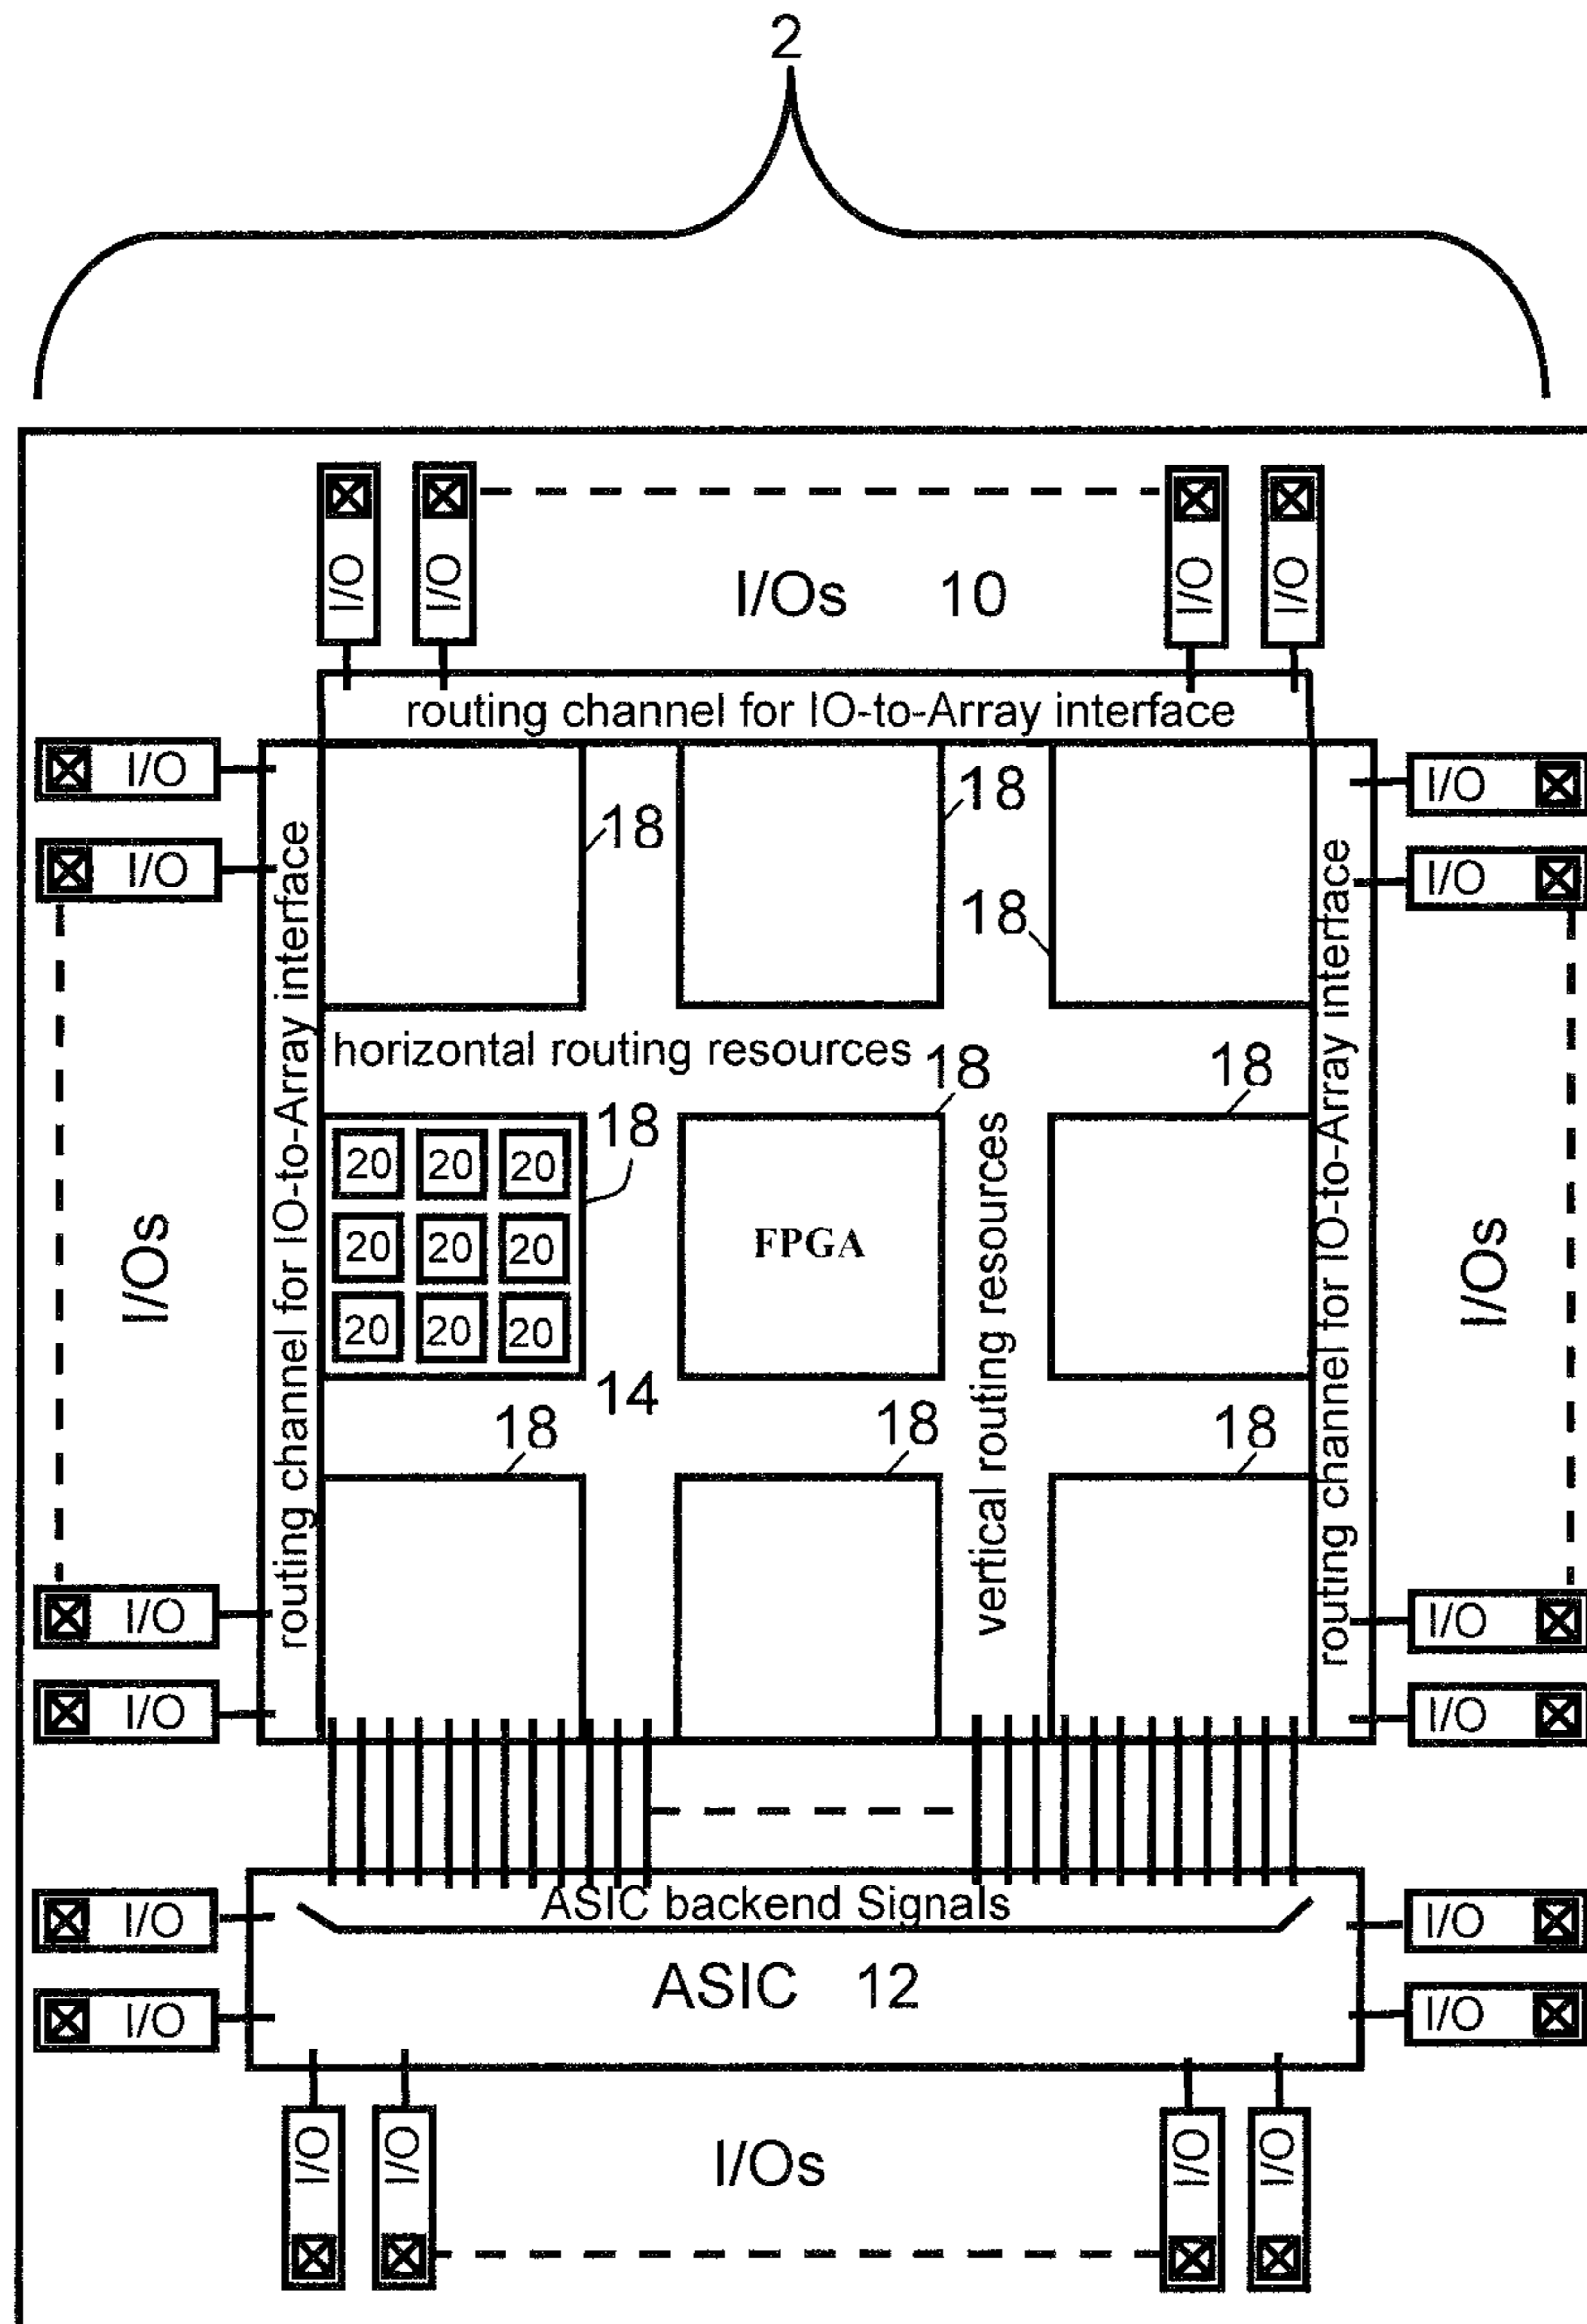 2
I/O
I/O
I/Os 10
I/O
I/O
routing channel for IO-to-Array interface
I/O
I/O
I/Os
I/O
I/O
routing channel for IO-to-Array interface
18
18
18
horizontal routing resources
18
18
18
20 20 20
20 20 20
20 20 20
FPGA
14
vertical routing resources
18
18
18
routing channel for IO-to-Array interface
I/O
I/O
I/Os
I/O
I/O
ASIC backend Signals
ASIC 12
I/O
I/O
I/O
I/O
I/O
I/O
I/Os
I/O
I/O